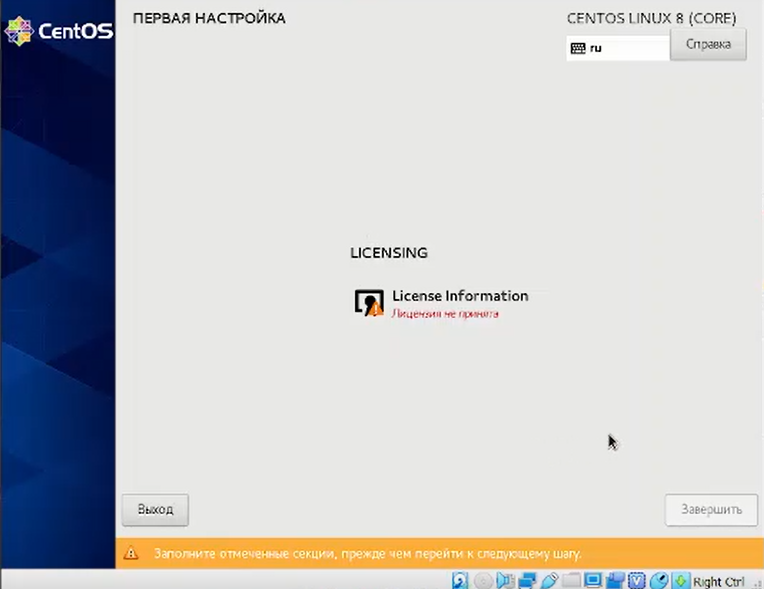 CentOS
ПЕРВАЯ НАСТРОЙКА
CENTOS LINUX 8 (CORE)
ru
Справка
LICENSING
License Information
Лицензия не принята
Выход
Завершить
Заполните отмеченные секции, прежде чем перейти к следующему шагу.
Right Ctrl